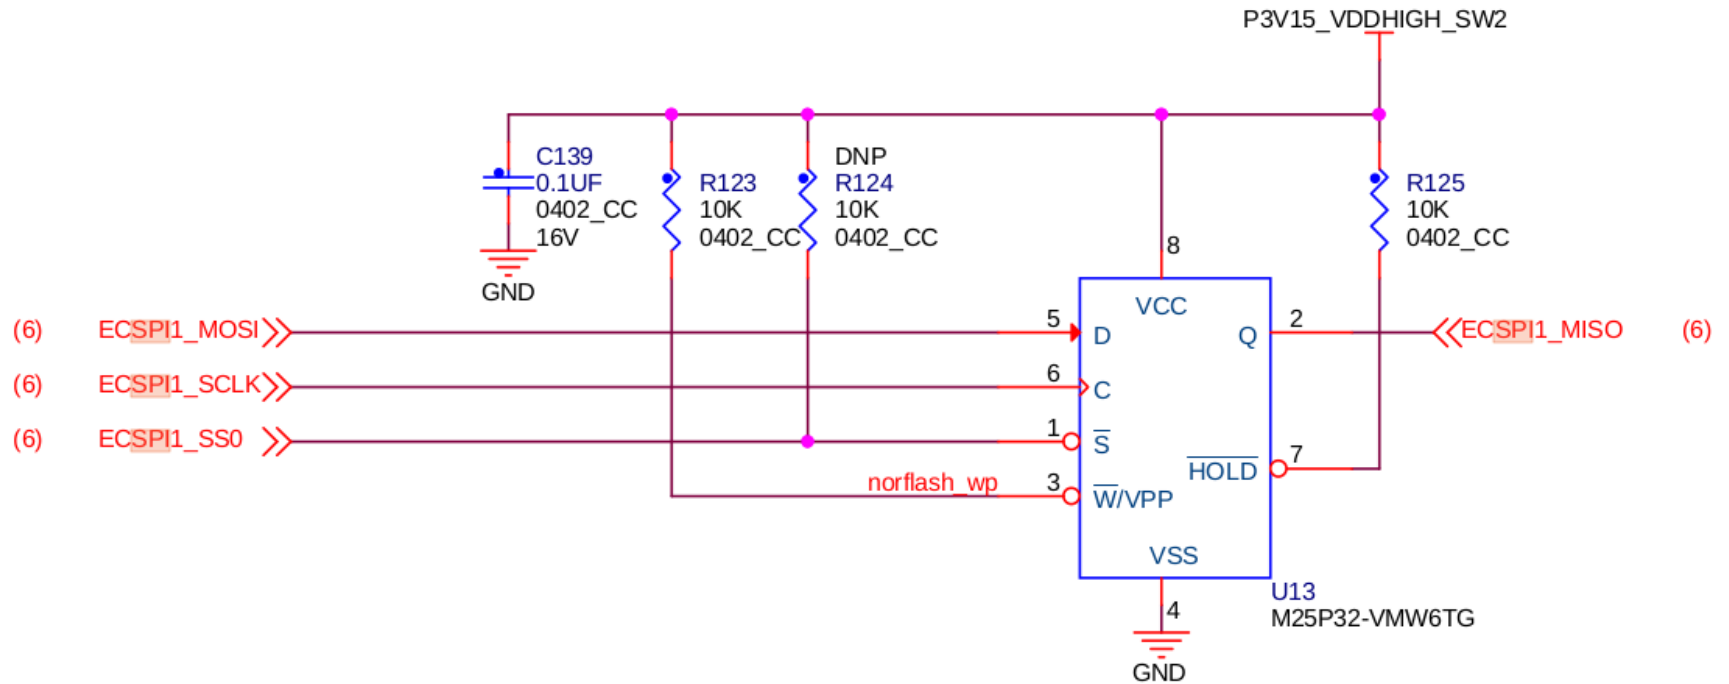 P3V15_VDDHIGH_SW2
C139
0.1UF
0402_CC
16V
GND
R123
10K
0402_CC
DNP
R124
10K
0402_CC
R125
10K
0402_CC
8
VCC
(6) ECSPI1_MOSI
5
D
(6) ECSPI1_SCLK
6
C
(6) ECSPI1_SS0
1
S
norflash_wp
3
W/VPP
2
Q
ECSPI1_MISO (6)
7
HOLD
VSS
4
GND
U13
M25P32-VMW6TG